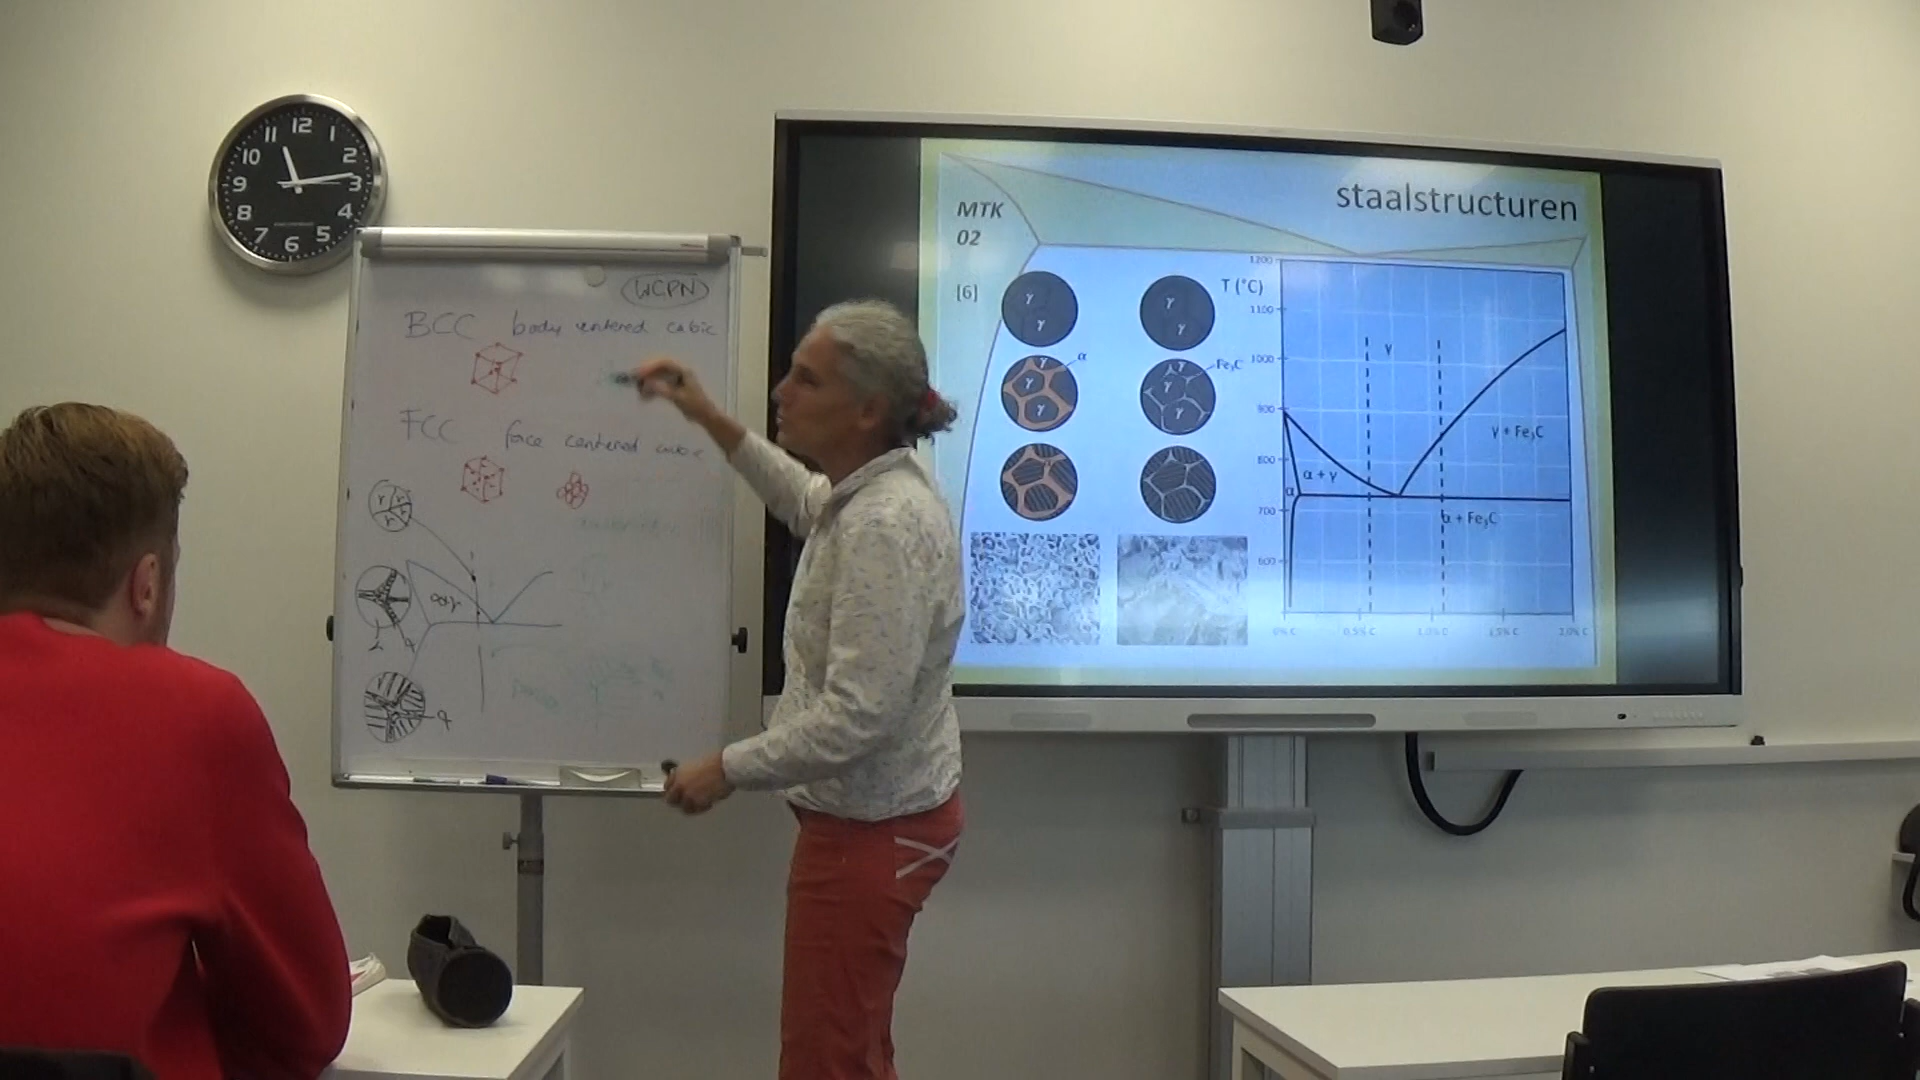 12
11
1
10
2
9
3
8
4
7
5
6
WCPN
BCC body centered cubic
FCC face centered cubic
γ γ
α+γ
α
γ
α
staalstructuren
MTK
02
[6]
γ
γ
γ
γ
T (°C)
γ
α
γ
γ
γ
Fe₃C
γ
γ
1200
1100
1000
900
800
700
600
γ
γ + Fe₃C
α + γ
α
α + Fe₃C
0% C
0.5% C
1.0% C
1.5% C
2.0% C